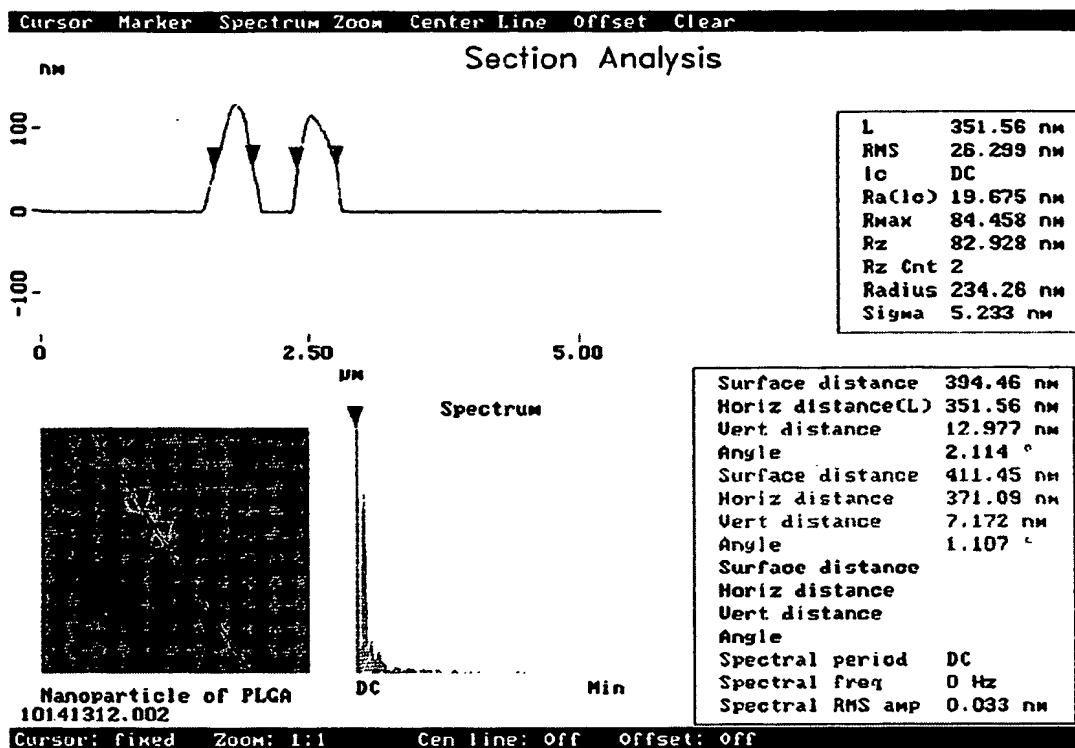 Cursor Marker Spectrum Zoom Center Line Offset Clear
Section Analysis
nm
100
0
-100
0 2.50 5.00
µm
L 351.56 nm
RMS 26.299 nm
lc DC
Ra(lc) 19.675 nm
Rmax 84.458 nm
Rz 82.928 nm
Rz Cnt 2
Radius 234.26 nm
Sigma 5.233 nm
Spectrum
DC Min
Surface distance 394.46 nm
Horiz distance(L) 351.56 nm
Vert distance 12.977 nm
Angle 2.114 °
Surface distance 411.45 nm
Horiz distance 371.09 nm
Vert distance 7.172 nm
Angle 1.107 °
Surface distance
Horiz distance
Vert distance
Angle
Spectral period DC
Spectral freq 0 Hz
Spectral RMS amp 0.033 nm
Nanoparticle of PLGA
10141312.002
Cursor: fixed Zoom: 1:1 Cen line: Off Offset: Off